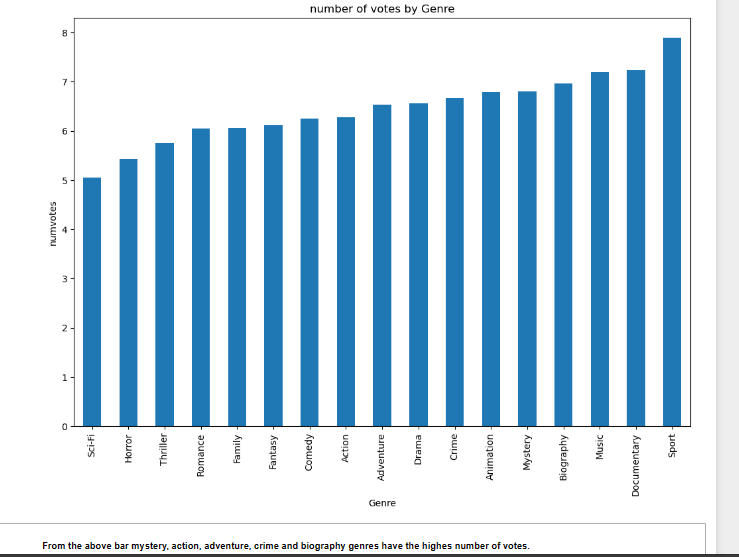 number of votes by Genre
8
7
6
5
4
3
2
1
0
numvotes
Sci-Fi
Horror
Thriller
Romance
Family
Fantasy
Comedy
Action
Adventure
Drama
Crime
Animation
Mystery
Biography
Music
Documentary
Sport
Genre
From the above bar mystery, action, adventure, crime and biography genres have the highes number of votes.